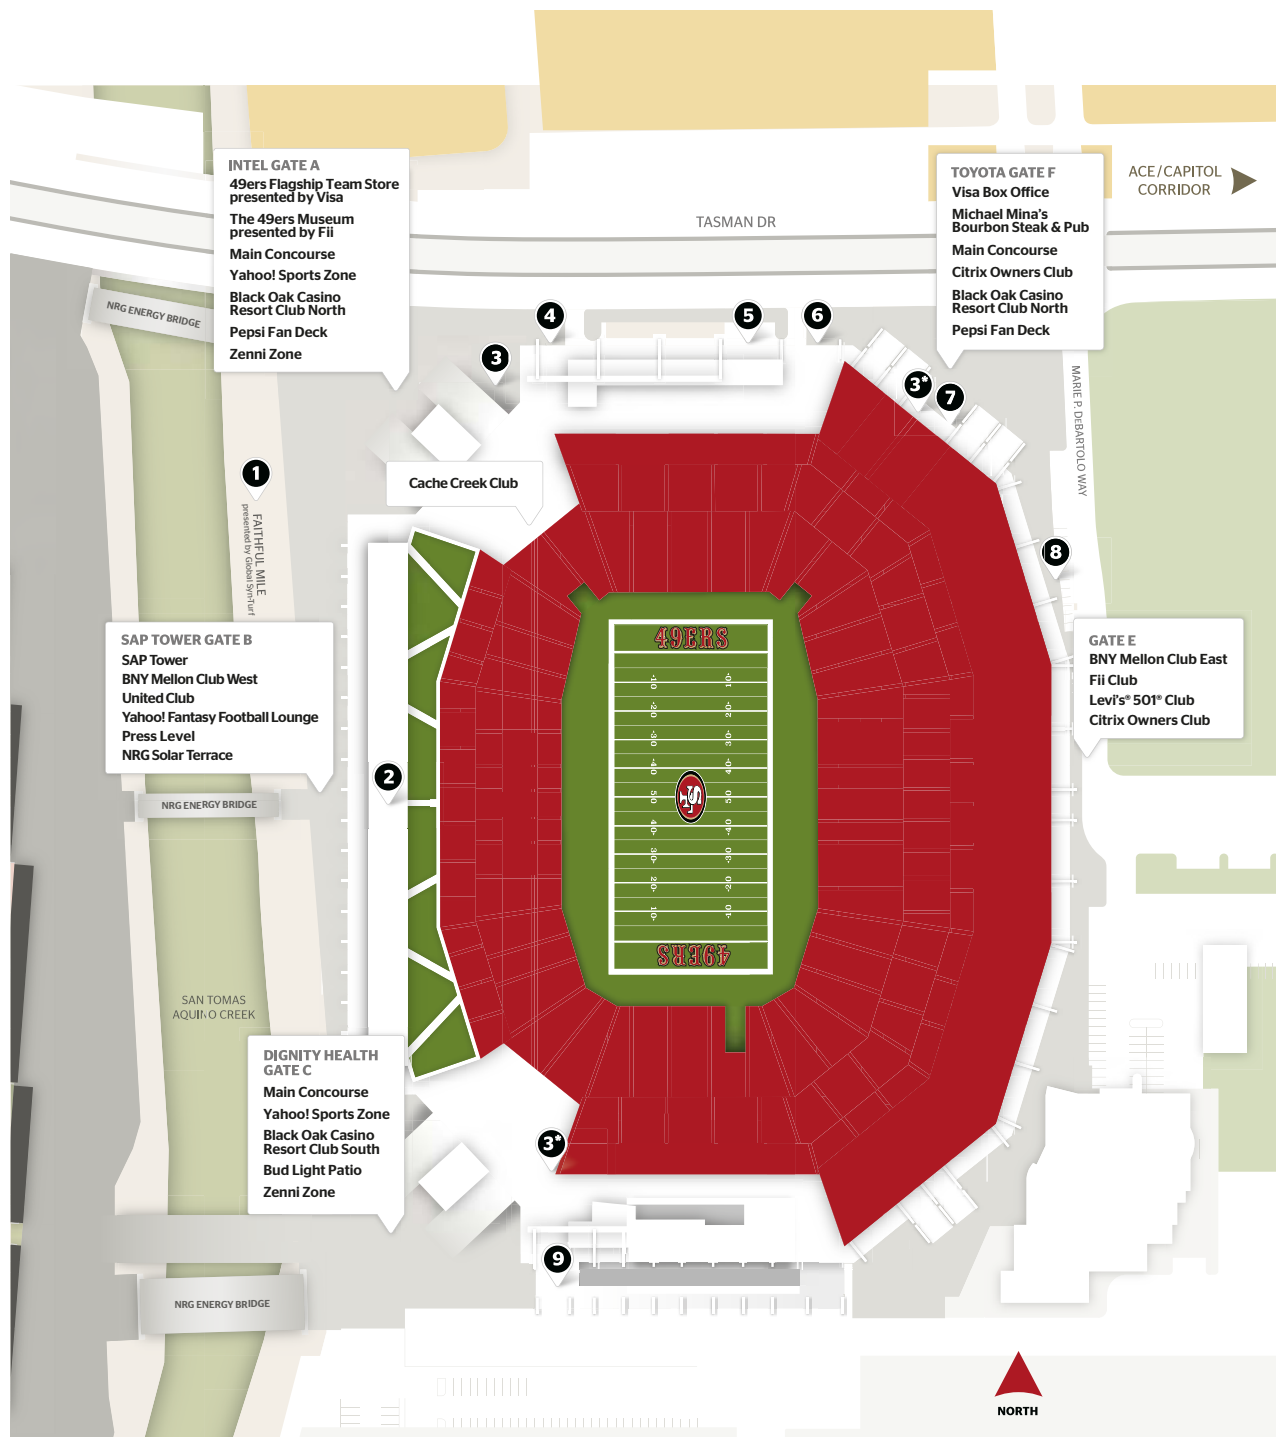 INTEL GATE A
49ers Flagship Team Store
presented by Visa
The 49ers Museum
presented by Fii
Main Concourse
Yahoo! Sports Zone
Black Oak Casino
Resort Club North
Pepsi Fan Deck
Zenni Zone
TOYOTA GATE F
Visa Box Office
Michael Mina's
Bourbon Steak & Pub
Main Concourse
Citrix Owners Club
Black Oak Casino
Resort Club North
Pepsi Fan Deck
ACE/CAPITOL
CORRIDOR
TASMAN DR
NRG ENERGY BRIDGE
4
5
6
3
3*
7
MARIE P. DeBARTOLO WAY
1
FAITHFUL MILE
presented by Global Syn-Turf
Cache Creek Club
8
SAP TOWER GATE B
SAP Tower
BNY Mellon Club West
United Club
Yahoo! Fantasy Football Lounge
Press Level
NRG Solar Terrace
GATE E
BNY Mellon Club East
Fii Club
Levi's® 501® Club
Citrix Owners Club
2
NRG ENERGY BRIDGE
49ERS
-10 10-
-20 20-
-30 30-
-40 40-
50 50
SF
40- -40
30- -30
20- -20
10- -10
49ERS
SAN TOMAS
AQUINO CREEK
DIGNITY HEALTH
GATE C
Main Concourse
Yahoo! Sports Zone
Black Oak Casino
Resort Club South
Bud Light Patio
Zenni Zone
3*
9
NRG ENERGY BRIDGE
NORTH